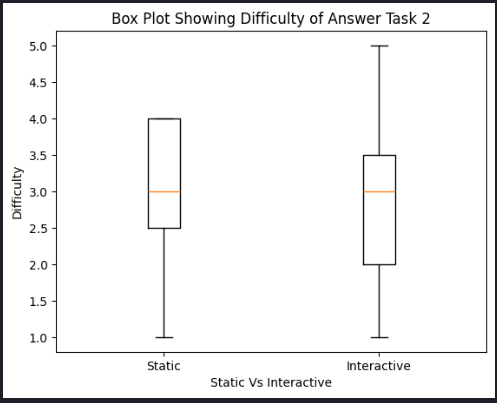 Box Plot Showing Difficulty of Answer Task 2
5.0
4.5
4.0
3.5
3.0
2.5
2.0
1.5
1.0
Difficulty
Static
Interactive
Static Vs Interactive